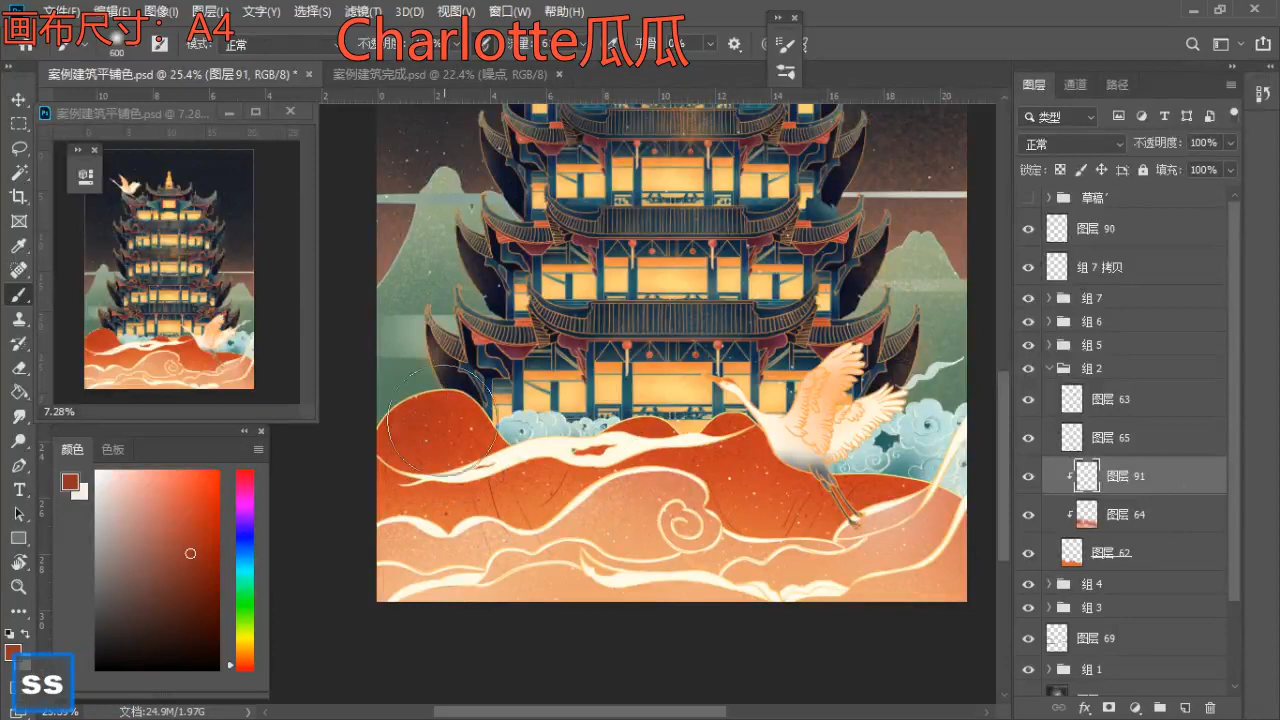 文件(F) 编辑(E) 图像(I) 图层(L) 文字(Y) 选择(S) 滤镜(T) 3D(D) 视图(V) 窗口(W) 帮助(H)
画布尺寸：A4
Charlotte瓜瓜
600
模式: 正常
案例建筑平铺色.psd @ 25.4% (图层 91, RGB/8) *
案例建筑完成.psd @ 22.4% (噪点, RGB/8)
案例建筑平铺色.psd @ 7.28...
7.28%
颜色
色板
图层
通道
路径
类型
正常
不透明度: 100%
锁定:
填充: 100%
草稿
图层 90
组 7 拷贝
组 7
组 6
组 5
组 2
图层 63
图层 65
图层 91
图层 64
图层 62
组 4
组 3
图层 69
组 1
文档:24.9M/1.97G
ss